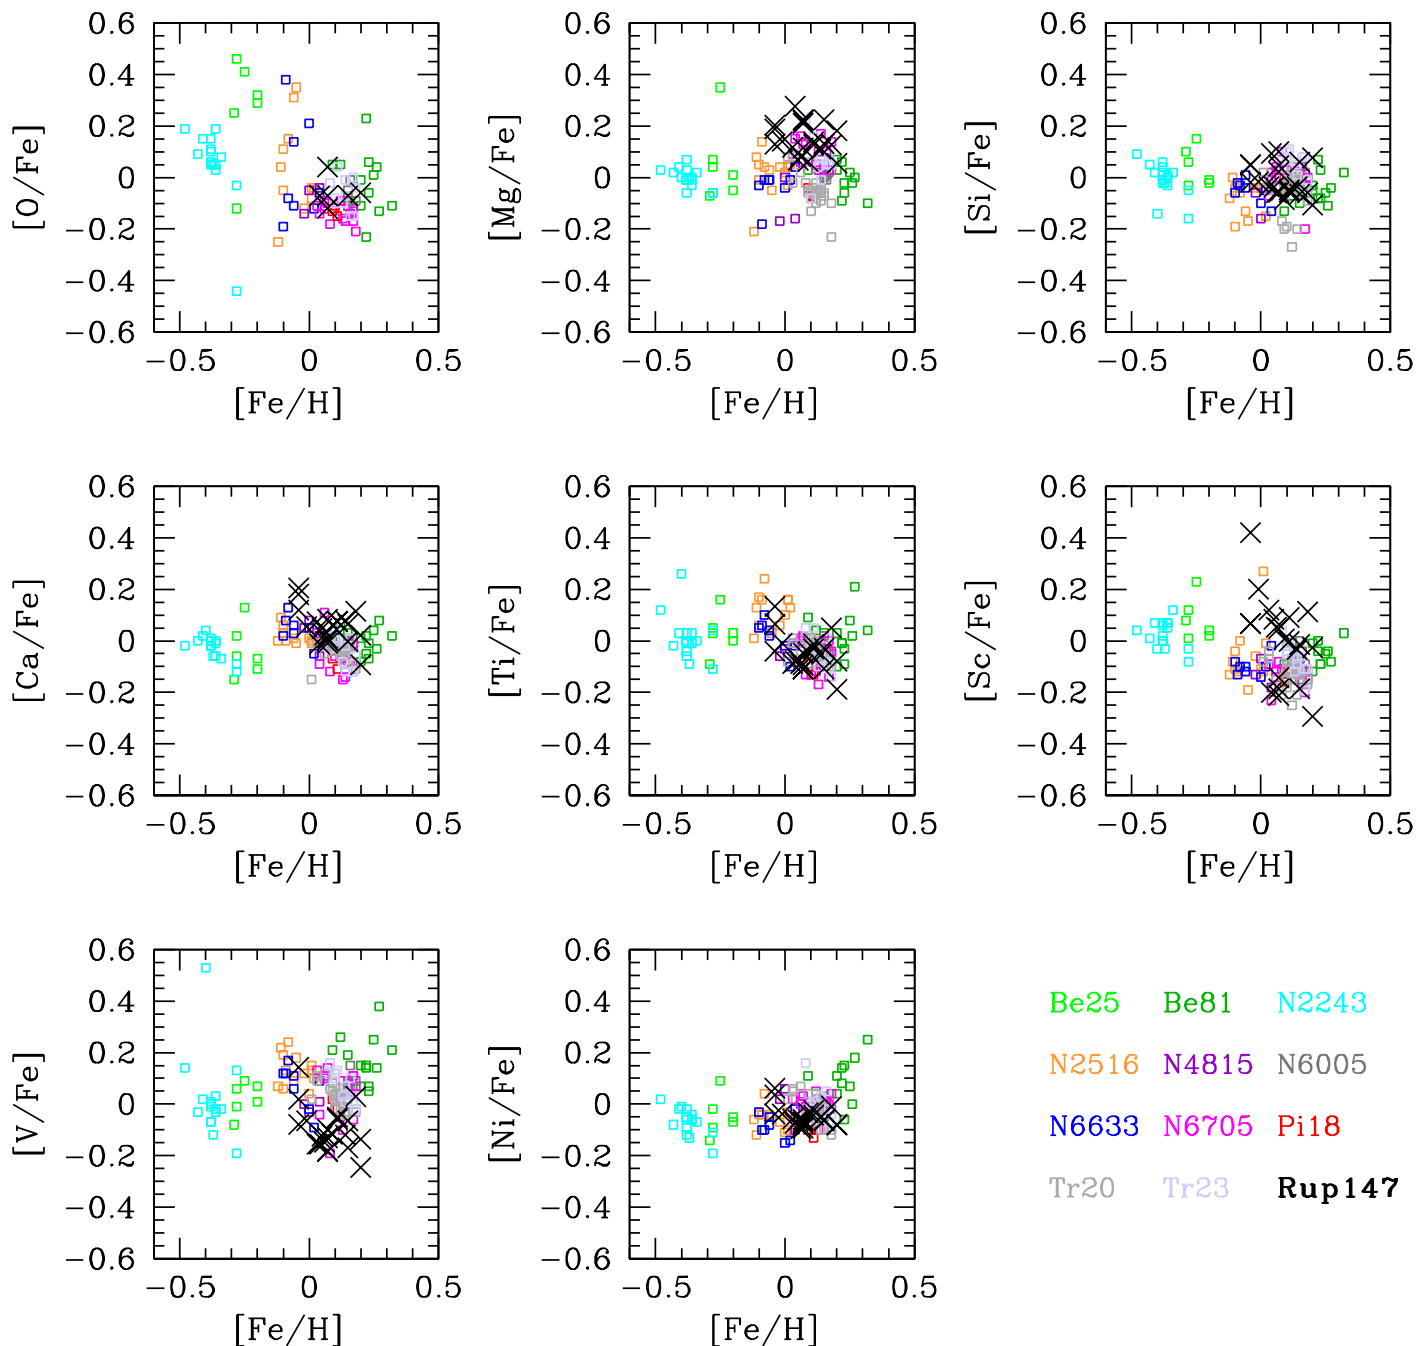 0.6 0.6 0.6
0.4 0.4 0.4
0.2 0.2 0.2
0 0 0
−0.2 −0.2 −0.2
−0.4 −0.4 −0.4
−0.6 −0.6 −0.6
[O/Fe] [Mg/Fe] [Si/Fe]
−0.5 0 0.5 −0.5 0 0.5 −0.5 0 0.5
[Fe/H] [Fe/H] [Fe/H]
0.6 0.6 0.6
0.4 0.4 0.4
0.2 0.2 0.2
0 0 0
−0.2 −0.2 −0.2
−0.4 −0.4 −0.4
−0.6 −0.6 −0.6
[Ca/Fe] [Ti/Fe] [Sc/Fe]
−0.5 0 0.5 −0.5 0 0.5 −0.5 0 0.5
[Fe/H] [Fe/H] [Fe/H]
0.6 0.6
0.4 0.4
0.2 0.2
0 0
−0.2 −0.2
−0.4 −0.4
−0.6 −0.6
[V/Fe] [Ni/Fe]
−0.5 0 0.5 −0.5 0 0.5
[Fe/H] [Fe/H]
Be25 Be81 N2243
N2516 N4815 N6005
N6633 N6705 Pi18
Tr20 Tr23 Rup147